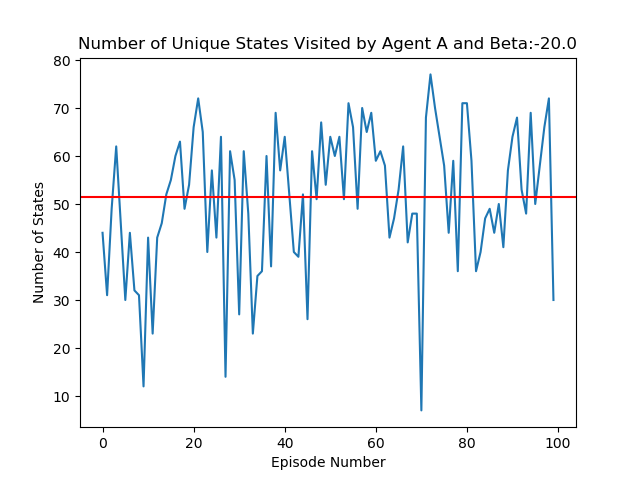 Number of Unique States Visited by Agent A and Beta:-20.0
80
70
60
50
40
30
20
10
Number of States
0 20 40 60 80 100
Episode Number